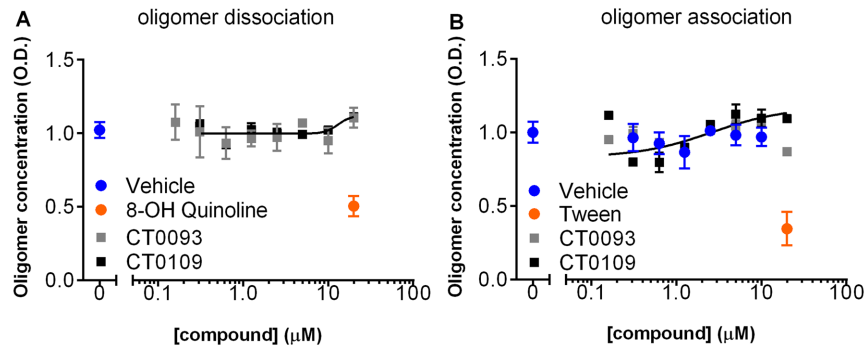 A
oligomer dissociation
Oligomer concentration (O.D.)
1.5
1.0
0.5
0.0
Vehicle
8-OH Quinoline
CT0093
CT0109
0
0.1
1.0
10
100
[compound] (μM)
B
oligomer association
Oligomer concentration (O.D.)
1.5
1.0
0.5
0.0
Vehicle
Tween
CT0093
CT0109
0
0.1
1.0
10
100
[compound] (μM)